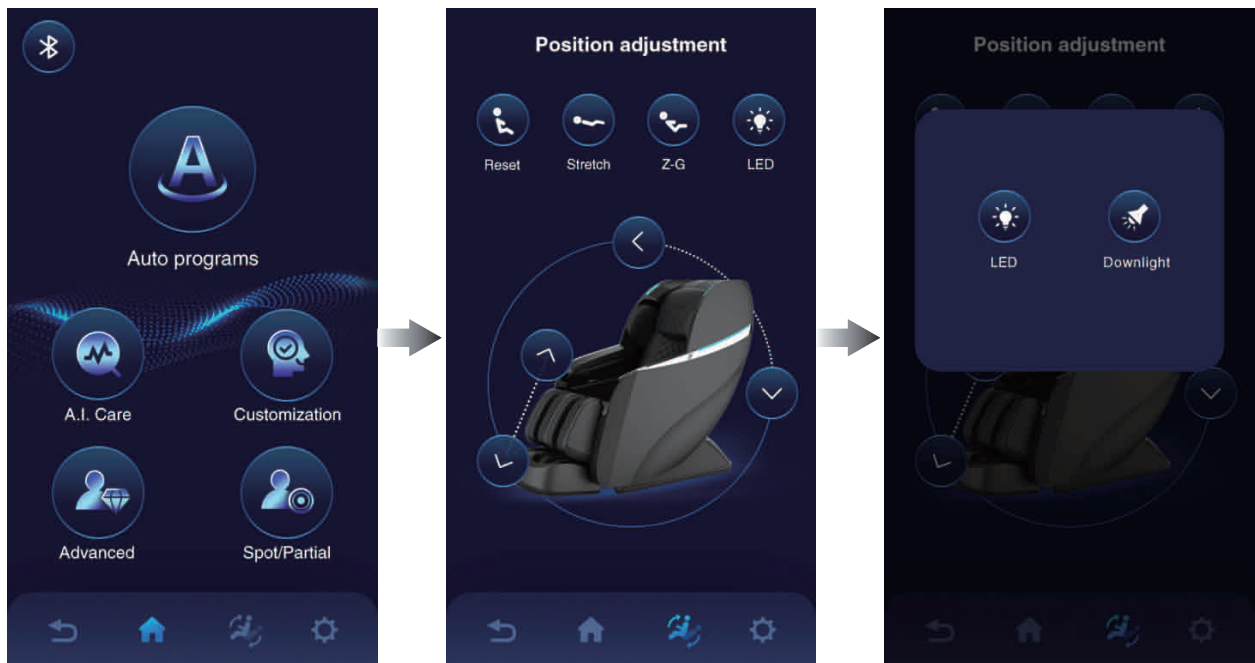 Auto programs
A.I. Care
Customization
Advanced
Spot/Partial
Position adjustment
Reset
Stretch
Z-G
LED
Position adjustment
LED
Downlight